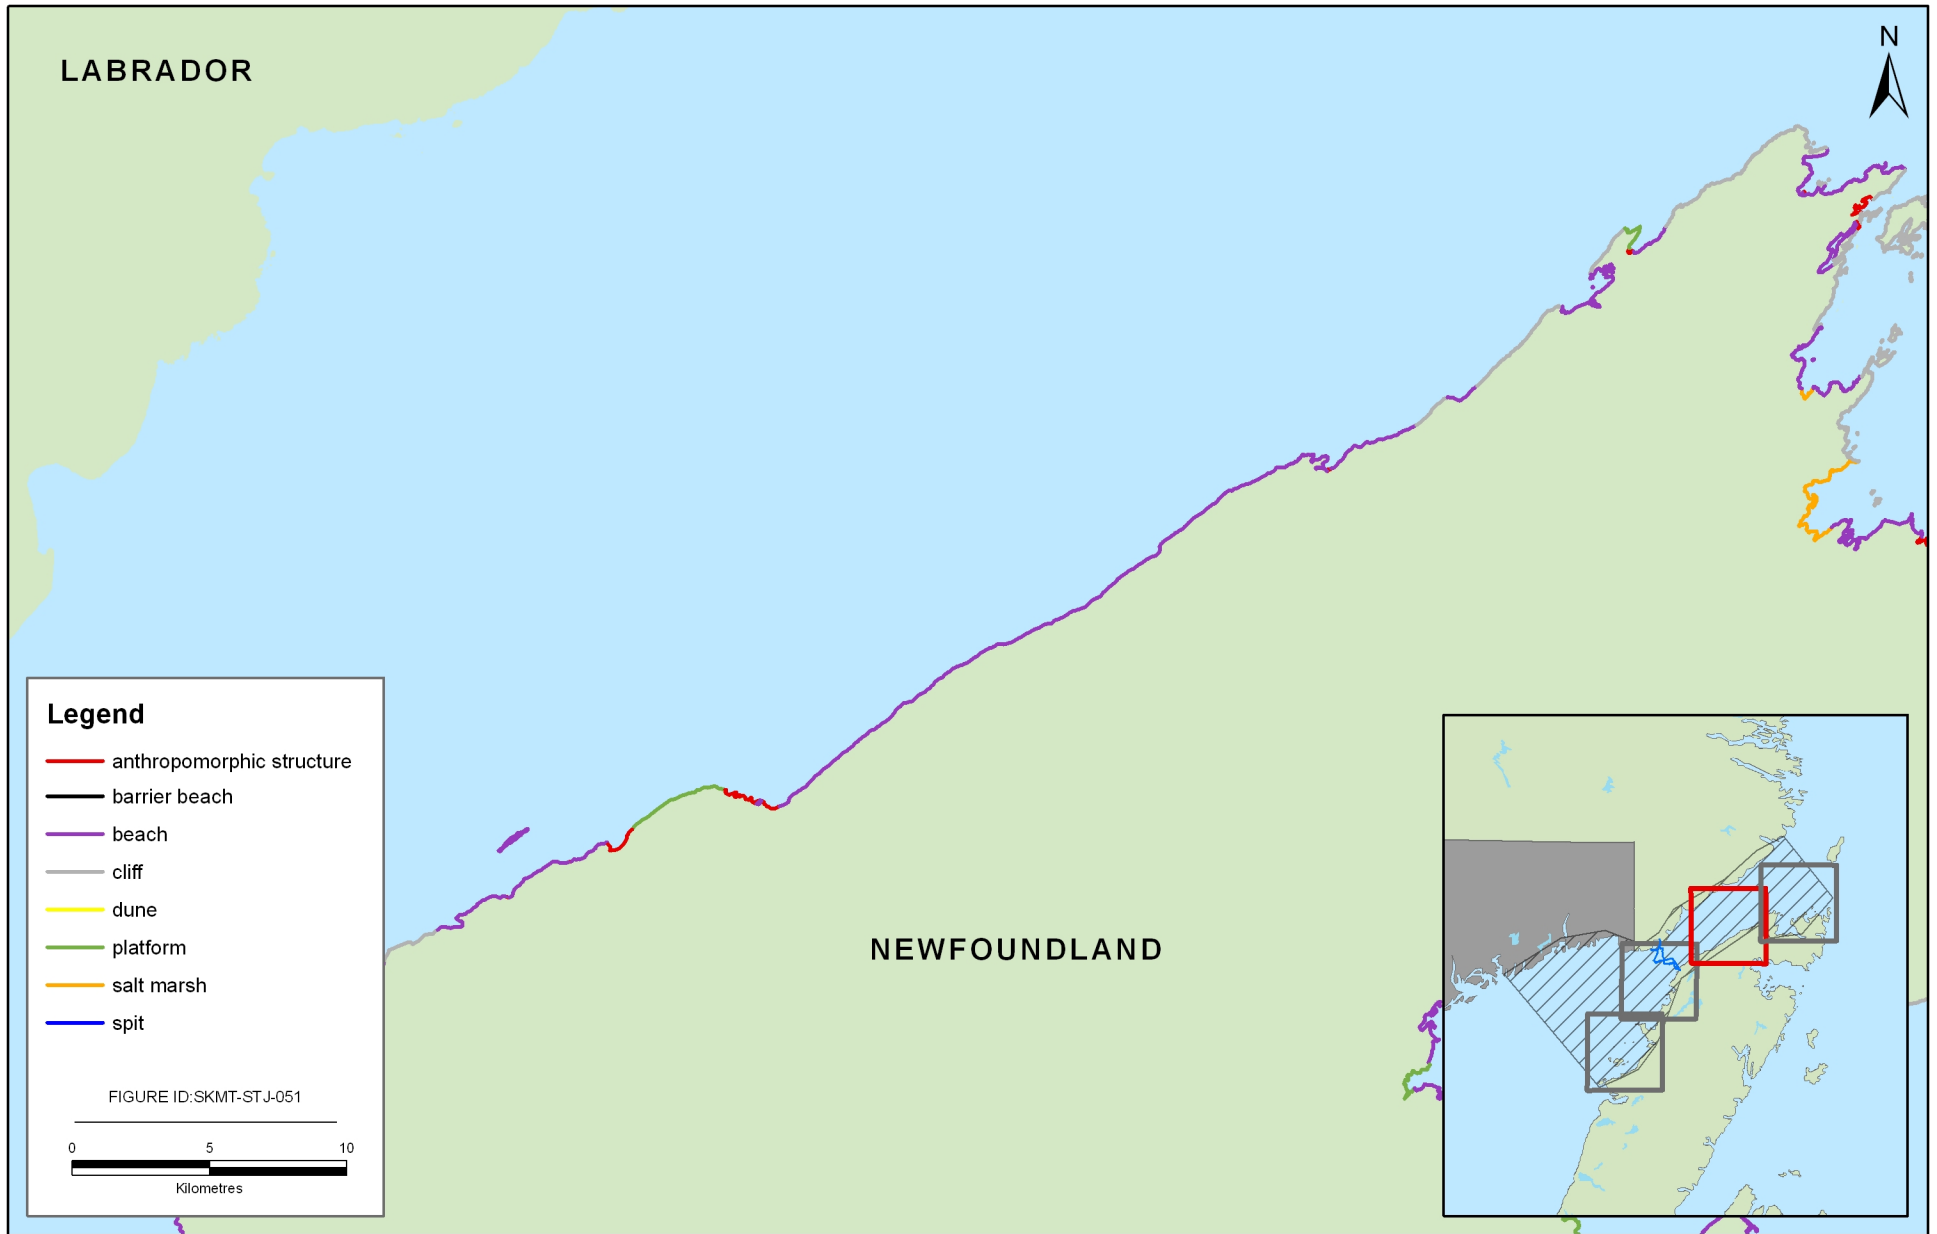 LABRADOR
N
NEWFOUNDLAND
Legend
anthropomorphic structure
barrier beach
beach
cliff
dune
platform
salt marsh
spit
FIGURE ID:SKMT-STJ-051
0 5 10
Kilometres